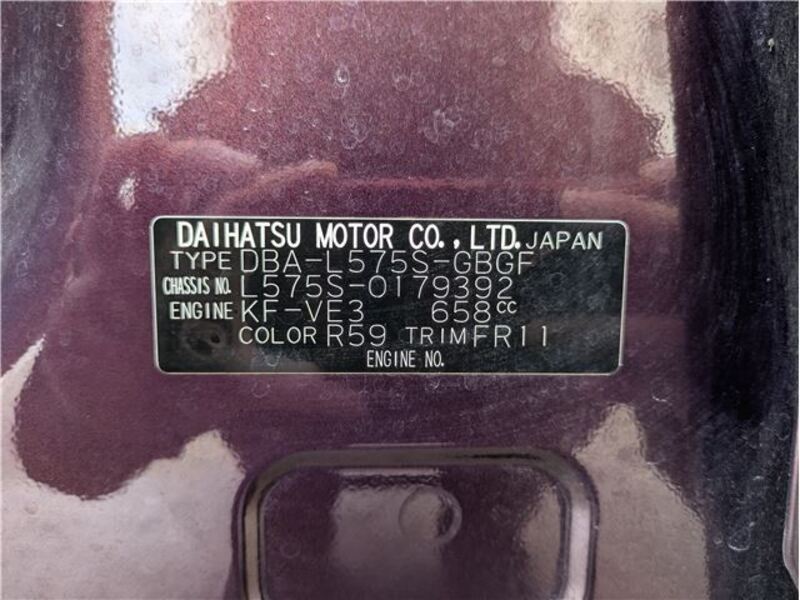 DAIHATSU MOTOR CO., LTD. JAPAN
TYPE DBA-L575S-GBGF
CHASSIS NO. L575S-0179392
ENGINE KF-VE3 658cc
COLOR R59 TRIM FR11
ENGINE NO.